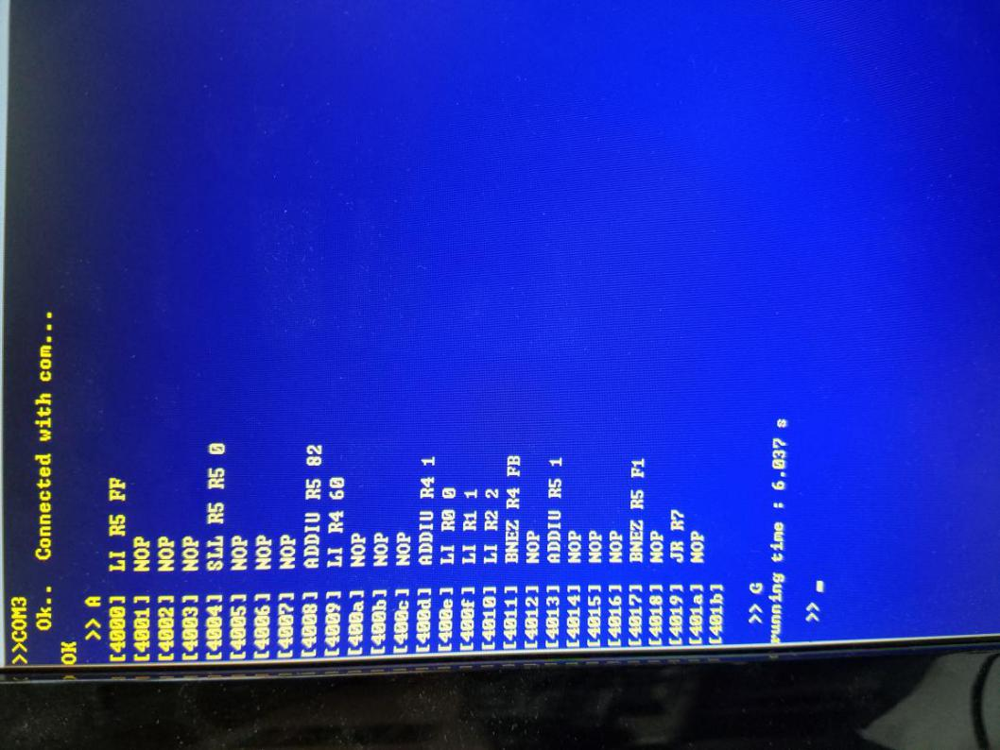 >>COM3
Ok.. Connected with com...
OK
>> A
[4000] LI R5 FF
[4001] NOP
[4002] NOP
[4003] NOP
[4004] SLL R5 R5 0
[4005] NOP
[4006] NOP
[4007] NOP
[4008] ADDIU R5 82
[4009] LI R4 60
[400a] NOP
[400b] NOP
[400c] NOP
[400d] ADDIU R4 1
[400e] LI R0 0
[400f] LI R1 1
[4010] LI R2 2
[4011] BNEZ R4 FB
[4012] NOP
[4013] ADDIU R5 1
[4014] NOP
[4015] NOP
[4016] NOP
[4017] BNEZ R5 F1
[4018] NOP
[4019] JR R7
[401a] NOP
[401b]
>> G
running time : 6.037 s
>>